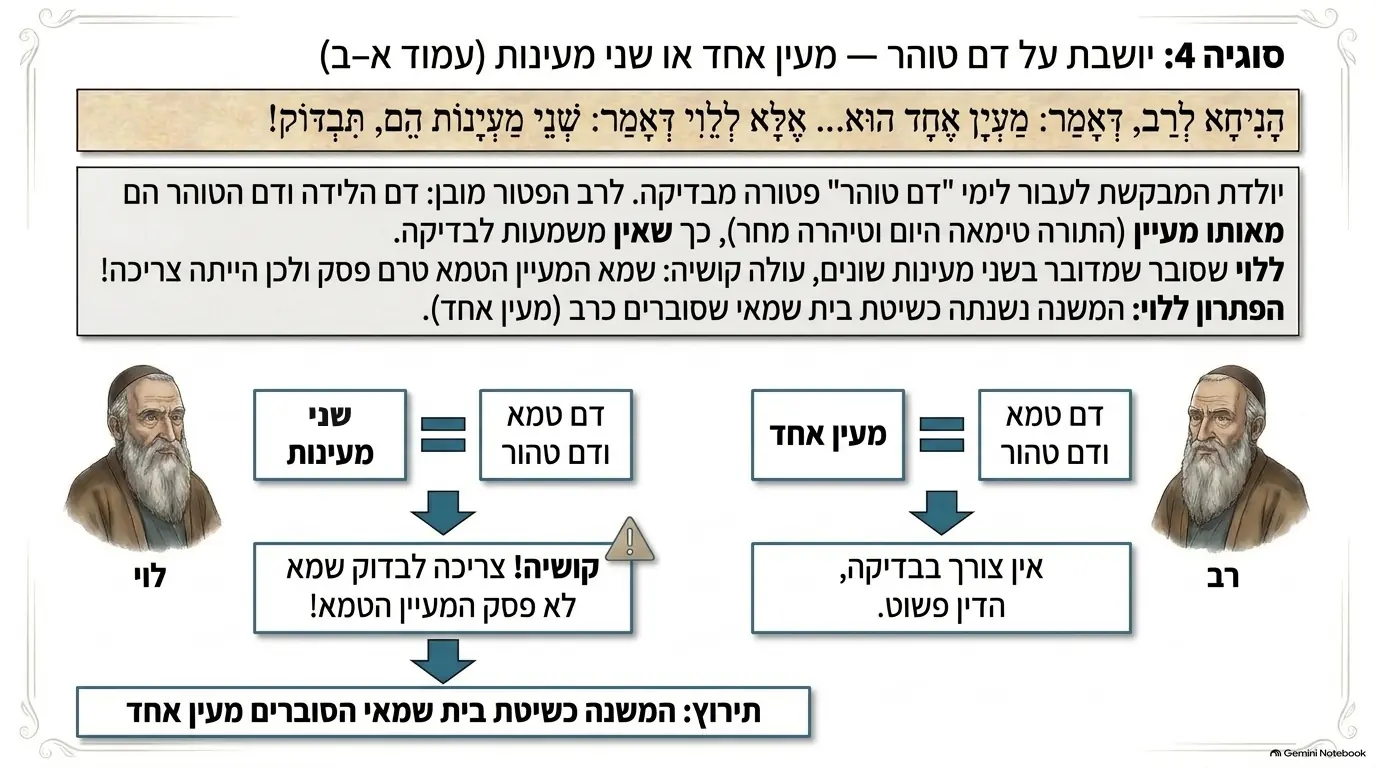 סוגיה 4: יושבת על דם טוהר — מעין אחד או שני מעינות (עמוד א–ב)
הָנִיחָא לְרַב, דְּאָמַר: מַעְיָן אֶחָד הוּא... אֶלָּא לְלֵוִי דְּאָמַר: שְׁנֵי מַעְיָנוֹת הֵם, תִּבְדּוֹק!
יולדת המבקשת לעבור לימי "דם טוהר" פטורה מבדיקה. לרב הפטור מובן: דם הלידה ודם הטוהר הם
מאותו מעיין (התורה טימאה היום וטיהרה מחר), כך שאין משמעות לבדיקה.
ללוי שסובר שמדובר בשני מעינות שונים, עולה קושיה: שמא המעיין הטמא טרם פסק ולכן הייתה צריכה!
הפתרון ללוי: המשנה נשנתה כשיטת בית שמאי שסוברים כרב (מעין אחד).
דם טמא
ודם טהור
מעין אחד
אין צורך בבדיקה,
הדין פשוט.
רב
דם טמא
ודם טהור
שני
מעינות
קושיה! צריכה לבדוק שמא
לא פסק המעיין הטמא!
לוי
תירוץ: המשנה כשיטת בית שמאי הסוברים מעין אחד
Gemini Notebook